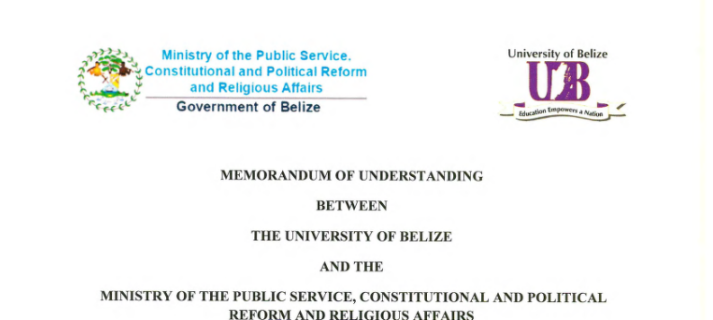 Ministry of the Public Service,
Constitutional and Political Reform
and Religious Affairs
Government of Belize
University of Belize
UB
Education Empowers a Nation
MEMORANDUM OF UNDERSTANDING
BETWEEN
THE UNIVERSITY OF BELIZE
AND THE
MINISTRY OF THE PUBLIC SERVICE, CONSTITUTIONAL AND POLITICAL
REFORM AND RELIGIOUS AFFAIRS